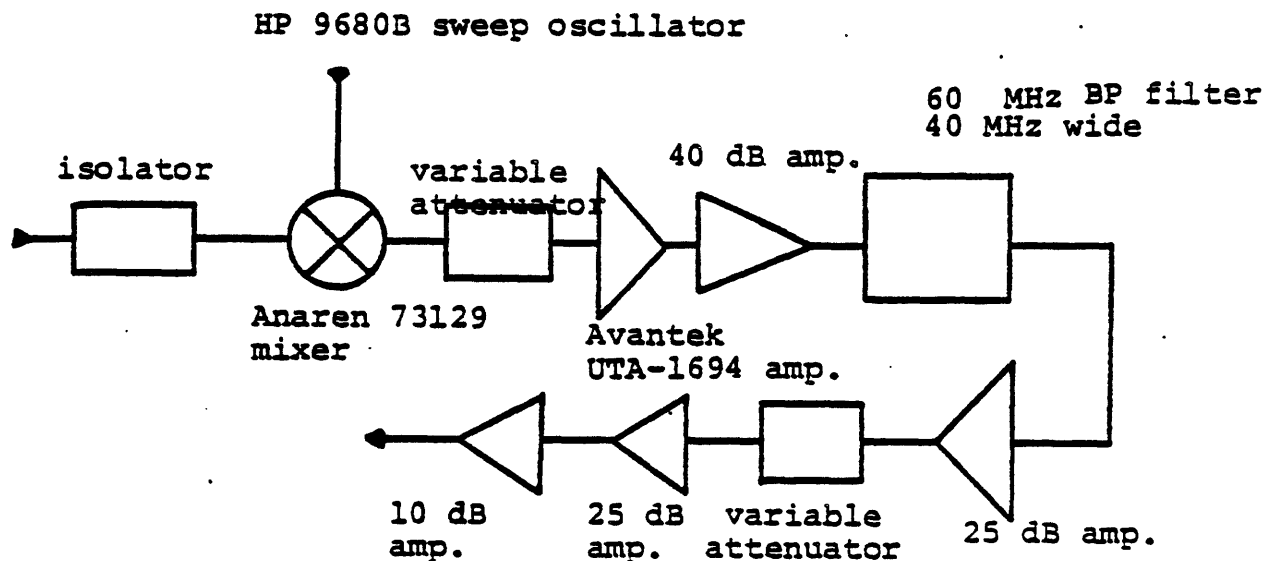 HP 9680B sweep oscillator
60 MHz BP filter
40 MHz wide
40 dB amp.
isolator
variable
attenuator
Anaren 73129
mixer
Avantek
UTA-1694 amp.
10 dB
amp.
25 dB
amp.
variable
attenuator
25 dB amp.